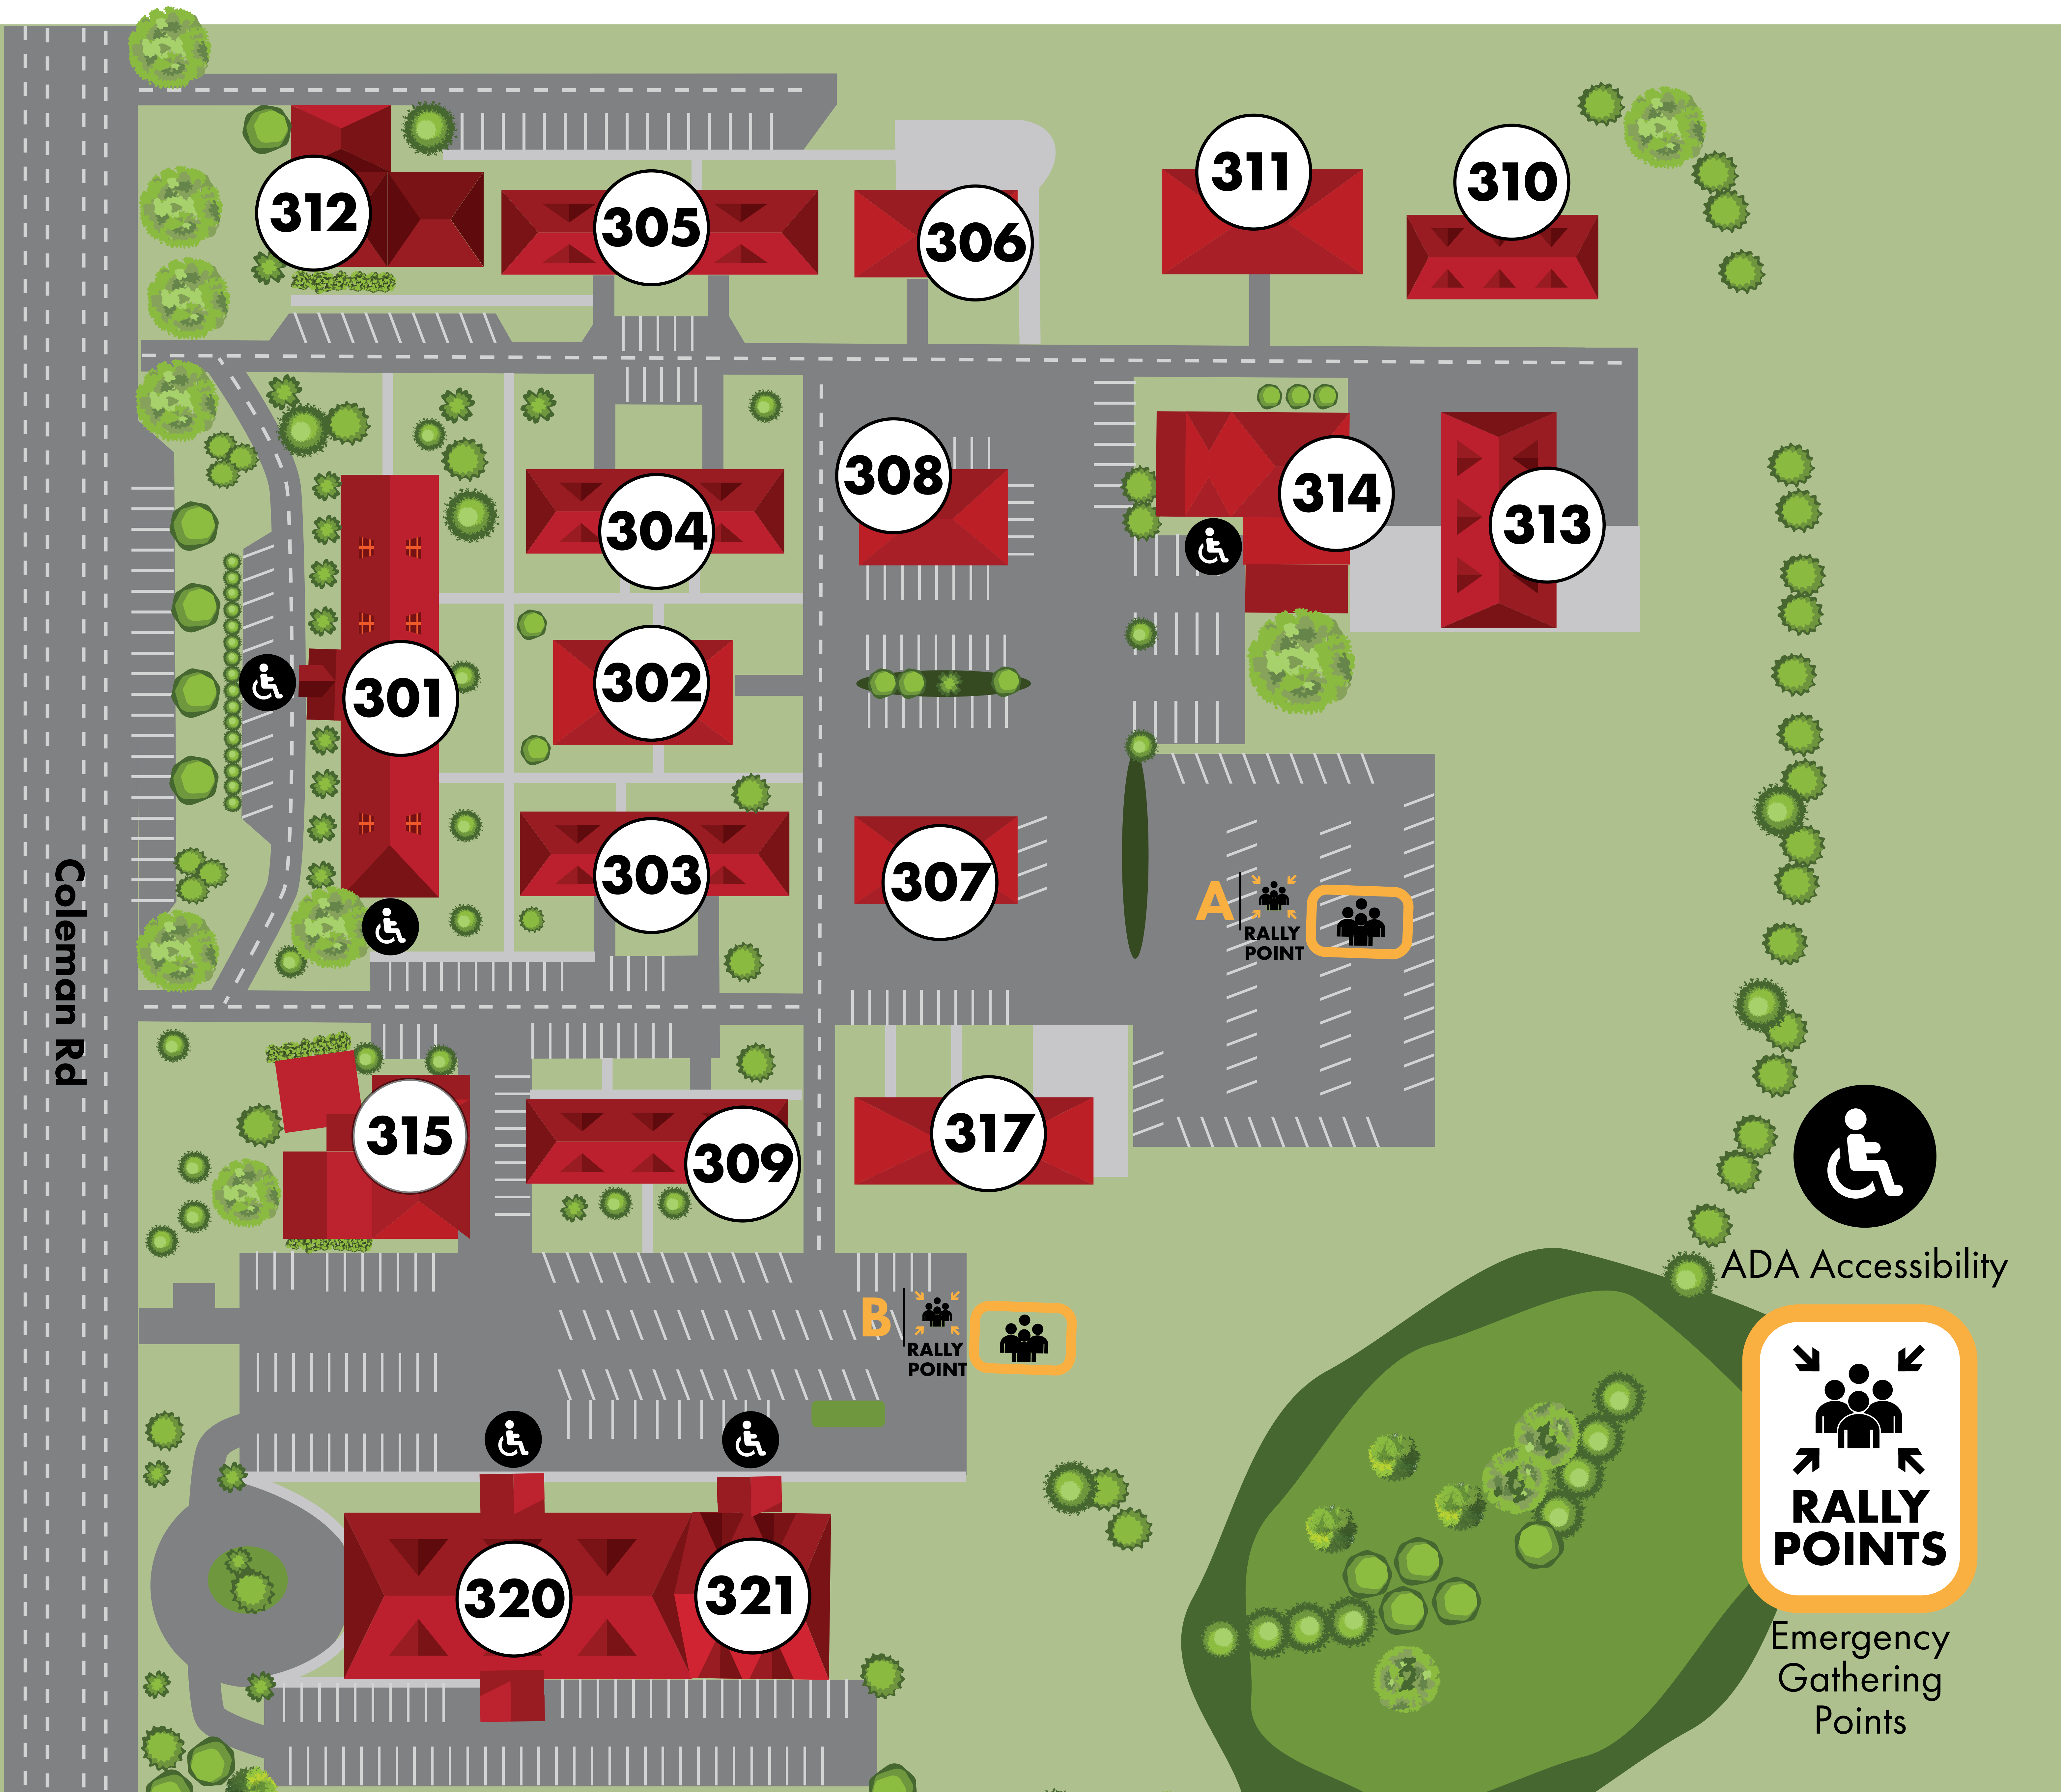 312
305
306
311
310
308
304
314
313
301
302
303
307
A
RALLY
POINT
Coleman Rd
315
309
317
B
RALLY
POINT
320
321
ADA Accessibility
RALLY
POINTS
Emergency
Gathering
Points